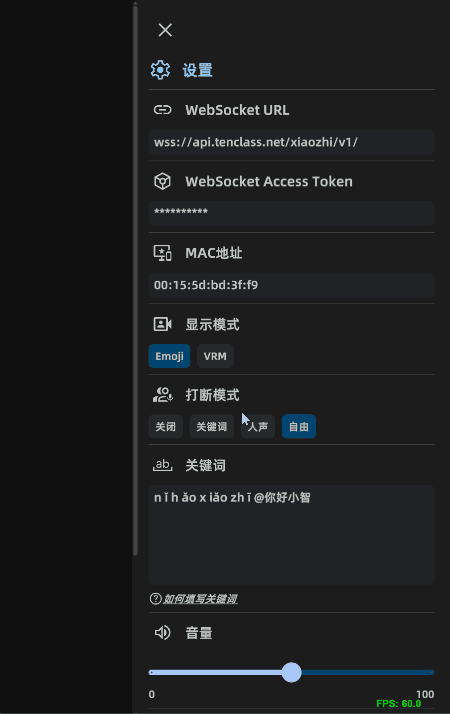 设置
WebSocket URL
wss://api.tenclass.net/xiaozhi/v1/
WebSocket Access Token
**********
MAC地址
00:15:5d:bd:3f:f9
显示模式
Emoji VRM
打断模式
关闭 关键词 人声 自由
ab 关键词
n ǐ h ǎo x iǎo zh ī @你好小智
如何填写关键词
音量
0 100
FPS: 60.0